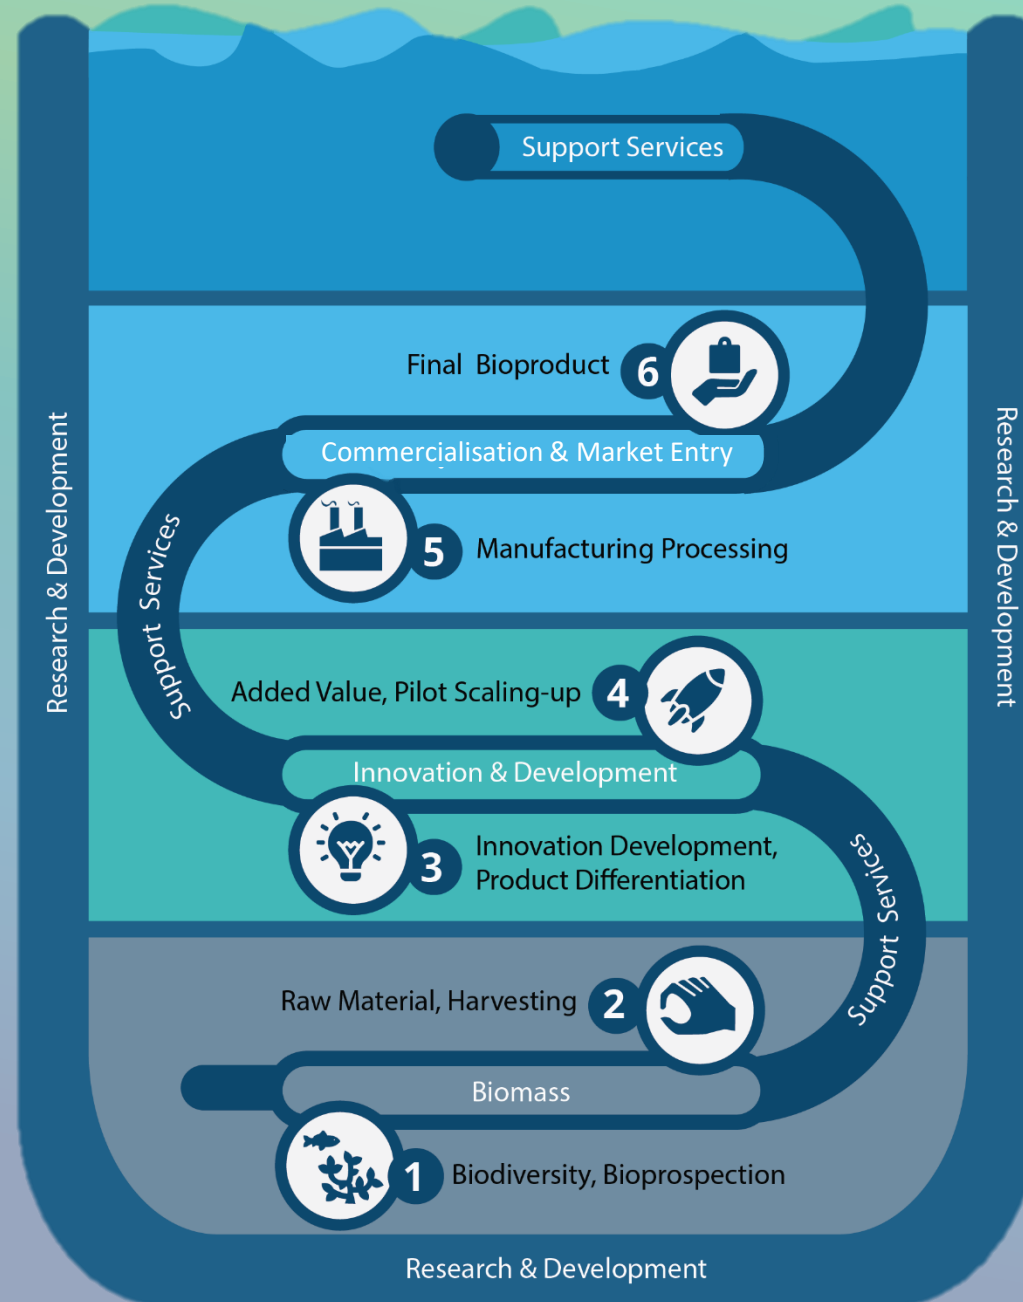 Support Services
Final Bioproduct
6
Commercialisation & Market Entry
5
Manufacturing Processing
Support Services
Research & Development
Research & Development
Added Value, Pilot Scaling-up
4
Innovation & Development
3
Innovation Development,
Product Differentiation
Support Services
Raw Material, Harvesting
2
Biomass
1
Biodiversity, Bioprospection
Research & Development